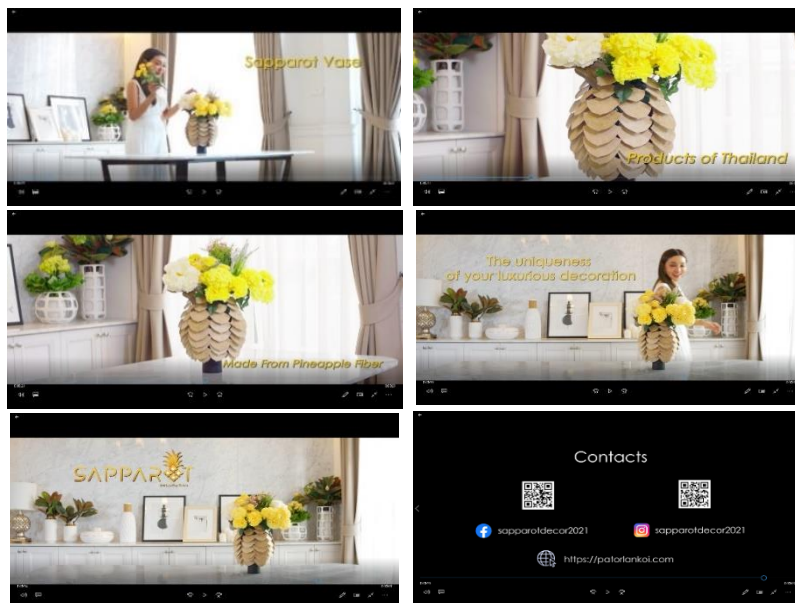 Sapparot Vase
Products of Thailand
Made From Pineapple Fiber
The uniqueness
of your luxurious decoration
SAPPAROT
Contacts
sapparotdecor2021
sapparotdecor2021
https://patorlankoi.com